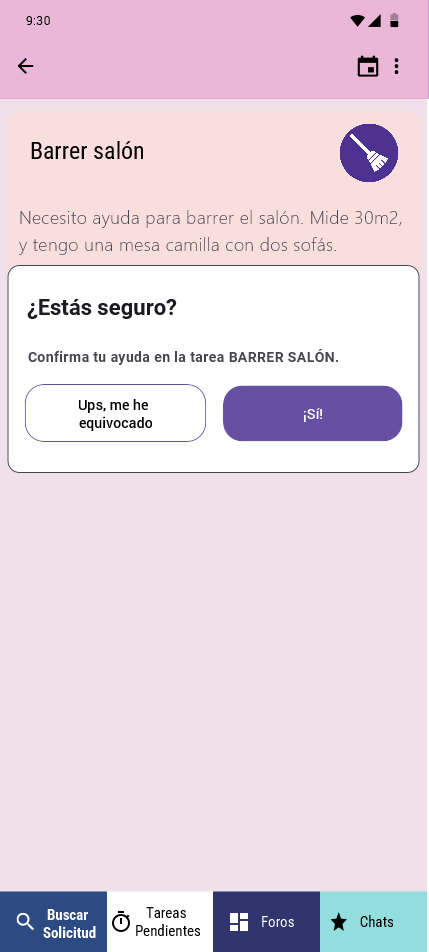 9:30
Barrer salón
Necesito ayuda para barrer el salón. Mide 30m2,
y tengo una mesa camilla con dos sofás.
¿Estás seguro?
Confirma tu ayuda en la tarea BARRER SALÓN.
Ups, me he
equivocado
¡Sí!
Buscar
Solicitud
Tareas
Pendientes
Foros
Chats